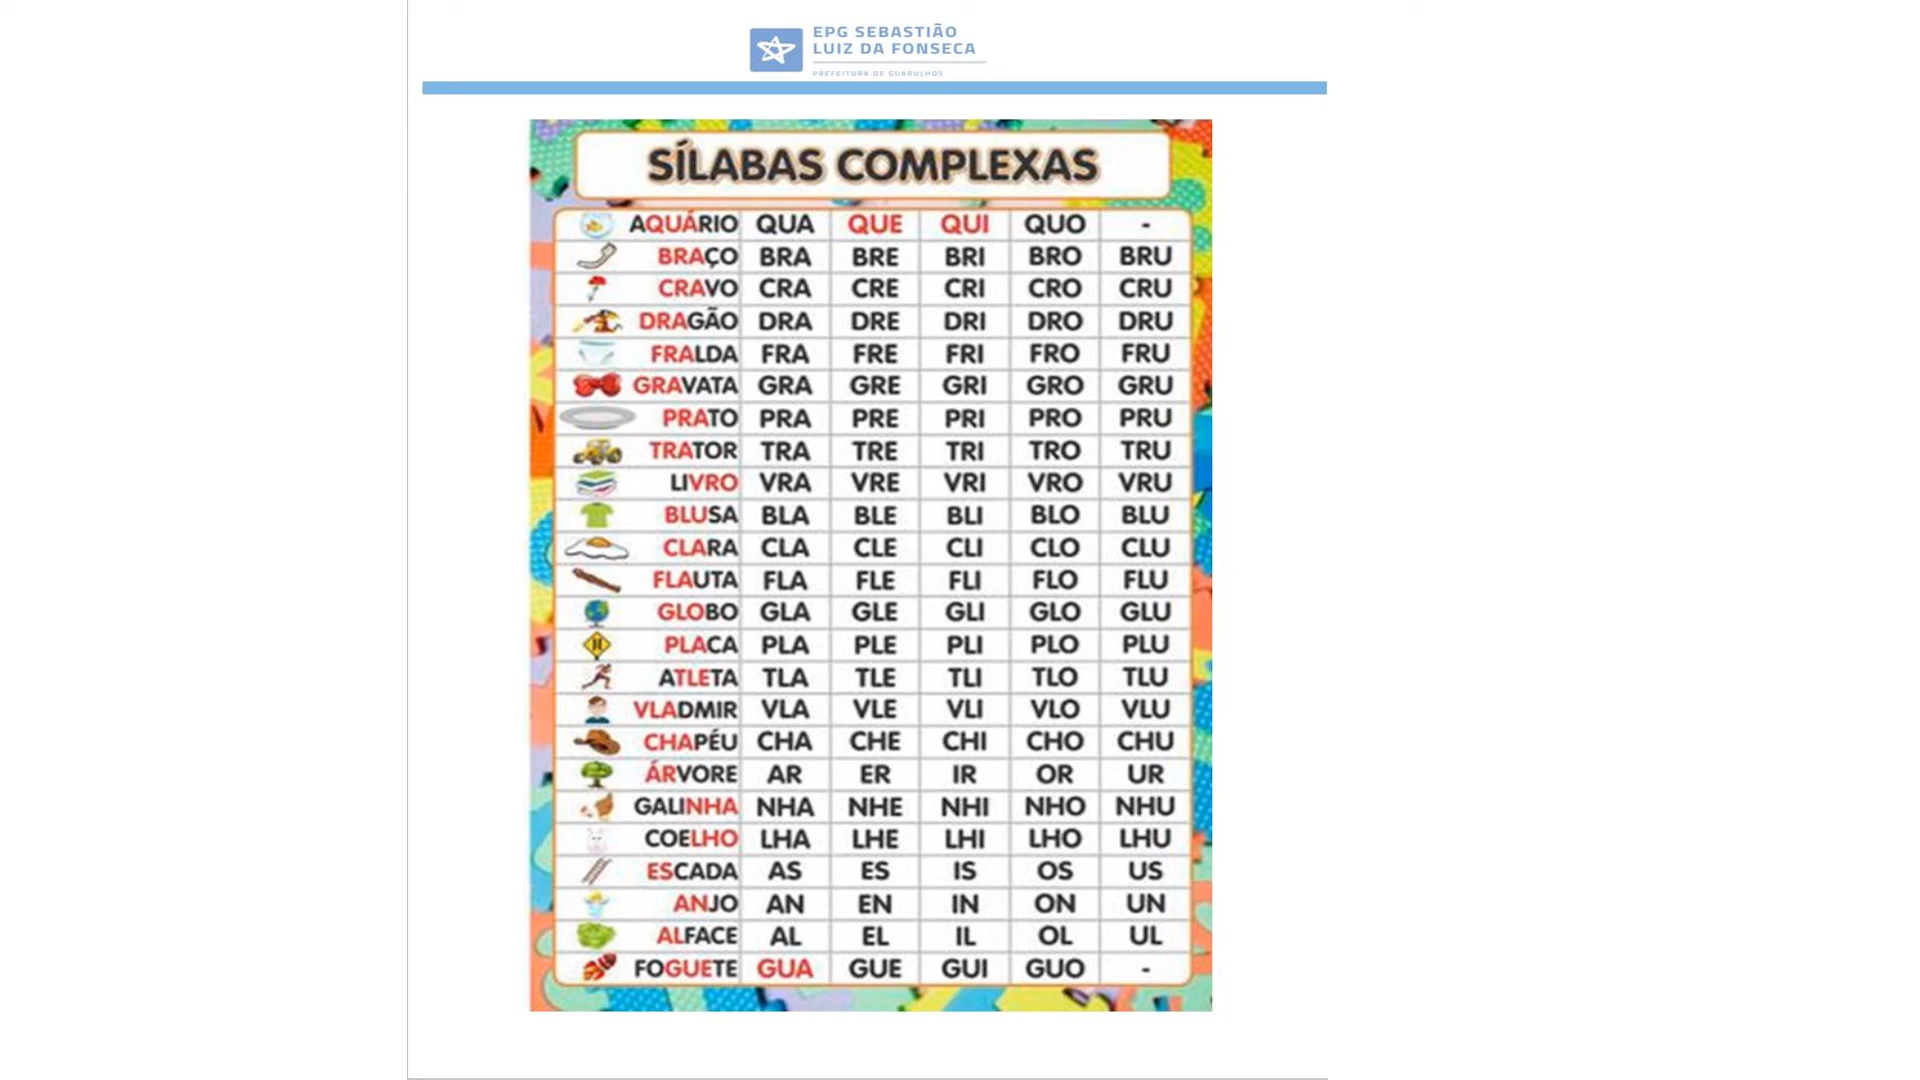 EPG SEBASTIÃO
LUIZ DA FONSECA
PREFEITURA DE GUARULHOS
SÍLABAS COMPLEXAS
AQUÁRIO QUA QUE QUI QUO -
BRAÇO BRA BRE BRI BRO BRU
CRAVO CRA CRE CRI CRO CRU
DRAGÃO DRA DRE DRI DRO DRU
FRALDA FRA FRE FRI FRO FRU
GRAVATA GRA GRE GRI GRO GRU
PRATO PRA PRE PRI PRO PRU
TRATOR TRA TRE TRI TRO TRU
LIVRO VRA VRE VRI VRO VRU
BLUSA BLA BLE BLI BLO BLU
CLARA CLA CLE CLI CLO CLU
FLAUTA FLA FLE FLI FLO FLU
GLOBO GLA GLE GLI GLO GLU
PLACA PLA PLE PLI PLO PLU
ATLETA TLA TLE TLI TLO TLU
VLADMIR VLA VLE VLI VLO VLU
CHAPÉU CHA CHE CHI CHO CHU
ÁRVORE AR ER IR OR UR
GALINHA NHA NHE NHI NHO NHU
COELHO LHA LHE LHI LHO LHU
ESCADA AS ES IS OS US
ANJO AN EN IN ON UN
ALFACE AL EL IL OL UL
FOGUETE GUA GUE GUI GUO -